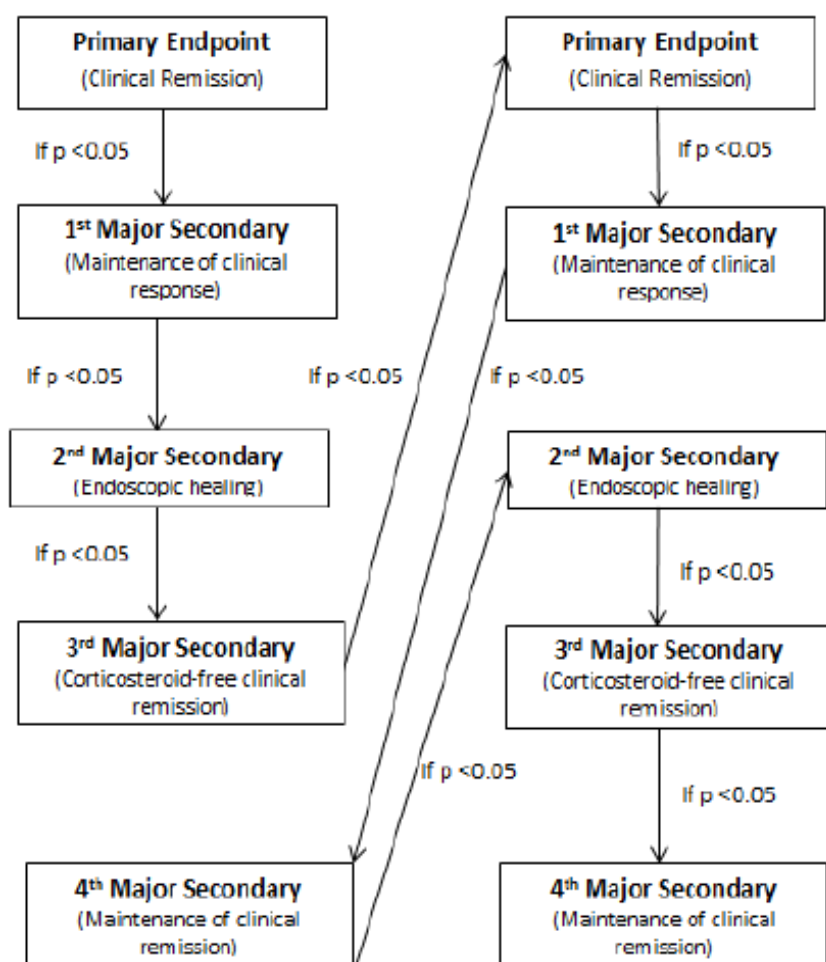 Primary Endpoint
(Clinical Remission)
If p <0.05
1st Major Secondary
(Maintenance of clinical
response)
If p <0.05
2nd Major Secondary
(Endoscopic healing)
If p <0.05
3rd Major Secondary
(Corticosteroid-free clinical
remission)
If p <0.05
Primary Endpoint
(Clinical Remission)
If p <0.05
1st Major Secondary
(Maintenance of clinical
response)
If p <0.05
4th Major Secondary
(Maintenance of clinical
remission)
If p <0.05
2nd Major Secondary
(Endoscopic healing)
If p <0.05
3rd Major Secondary
(Corticosteroid-free clinical
remission)
If p <0.05
4th Major Secondary
(Maintenance of clinical
remission)